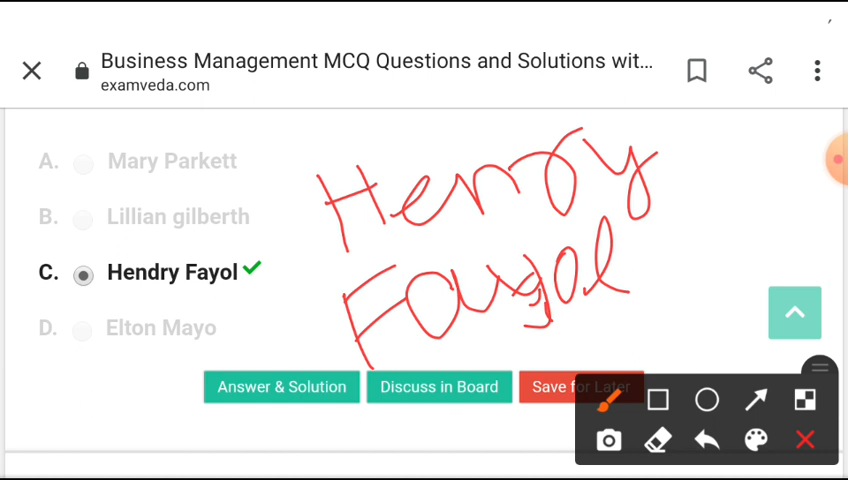 Business Management MCQ Questions and Solutions wit...
examveda.com
A. Mary Parkett
B. Lillian gilberth
C. Hendry Fayol
D. Elton Mayo
Henry
Fayol
Answer & Solution Discuss in Board Save for Later